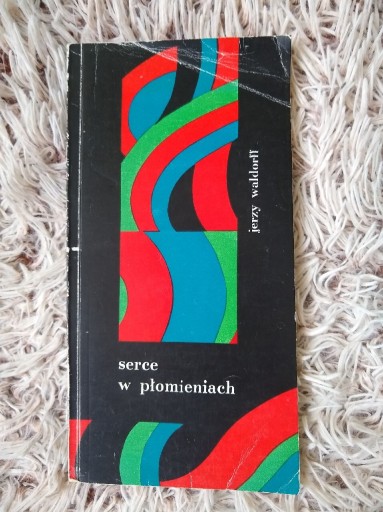 jerzy waldorff
serce
w płomieniach